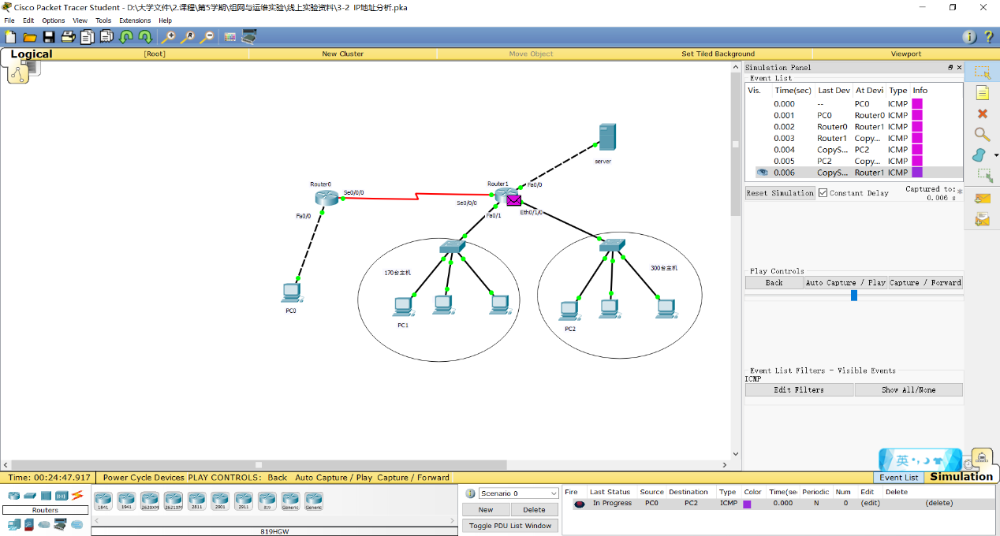 Cisco Packet Tracer Student - D:\大学文件\2.课程\第5学期\组网与运维实验\线上实验资料\3-2 IP地址分析.pka
File Edit Options View Tools Extensions Help
Logical [Root] New Cluster Move Object Set Tiled Background Viewport
Simulation Panel
Event List
Vis. Time(sec) Last Dev At Devi Type Info
0.000 -- PC0 ICMP
0.001 PC0 Router0 ICMP
0.002 Router0 Router1 ICMP
0.003 Router1 Copy... ICMP
0.004 CopyS... PC2 ICMP
0.005 PC2 Copy... ICMP
0.006 CopyS... Router1 ICMP
Reset Simulation Constant Delay Captured to: *
0.006 s
Play Controls
Back Auto Capture / Play Capture / Forward
Event List Filters - Visible Events
ICMP
Edit Filters Show All/None
server
Router0
Se0/0/0
Fa0/0
PC0
Router1
Fa0/0
Se0/0/0
Fa0/1
Eth0/1/0
170台主机
PC1
300台主机
PC2
英
Event List Simulation
Time: 00:24:47.917 Power Cycle Devices PLAY CONTROLS: Back Auto Capture / Play Capture / Forward
Routers
1841 1941 2620XM 2621XM 2811 2901 2911 819 Generic Generic
819HGW
Scenario 0
New Delete
Toggle PDU List Window
Fire Last Status Source Destination Type Color Time(sec Periodic Num Edit Delete
In Progress PC0 PC2 ICMP 0.000 N 0 (edit) (delete)